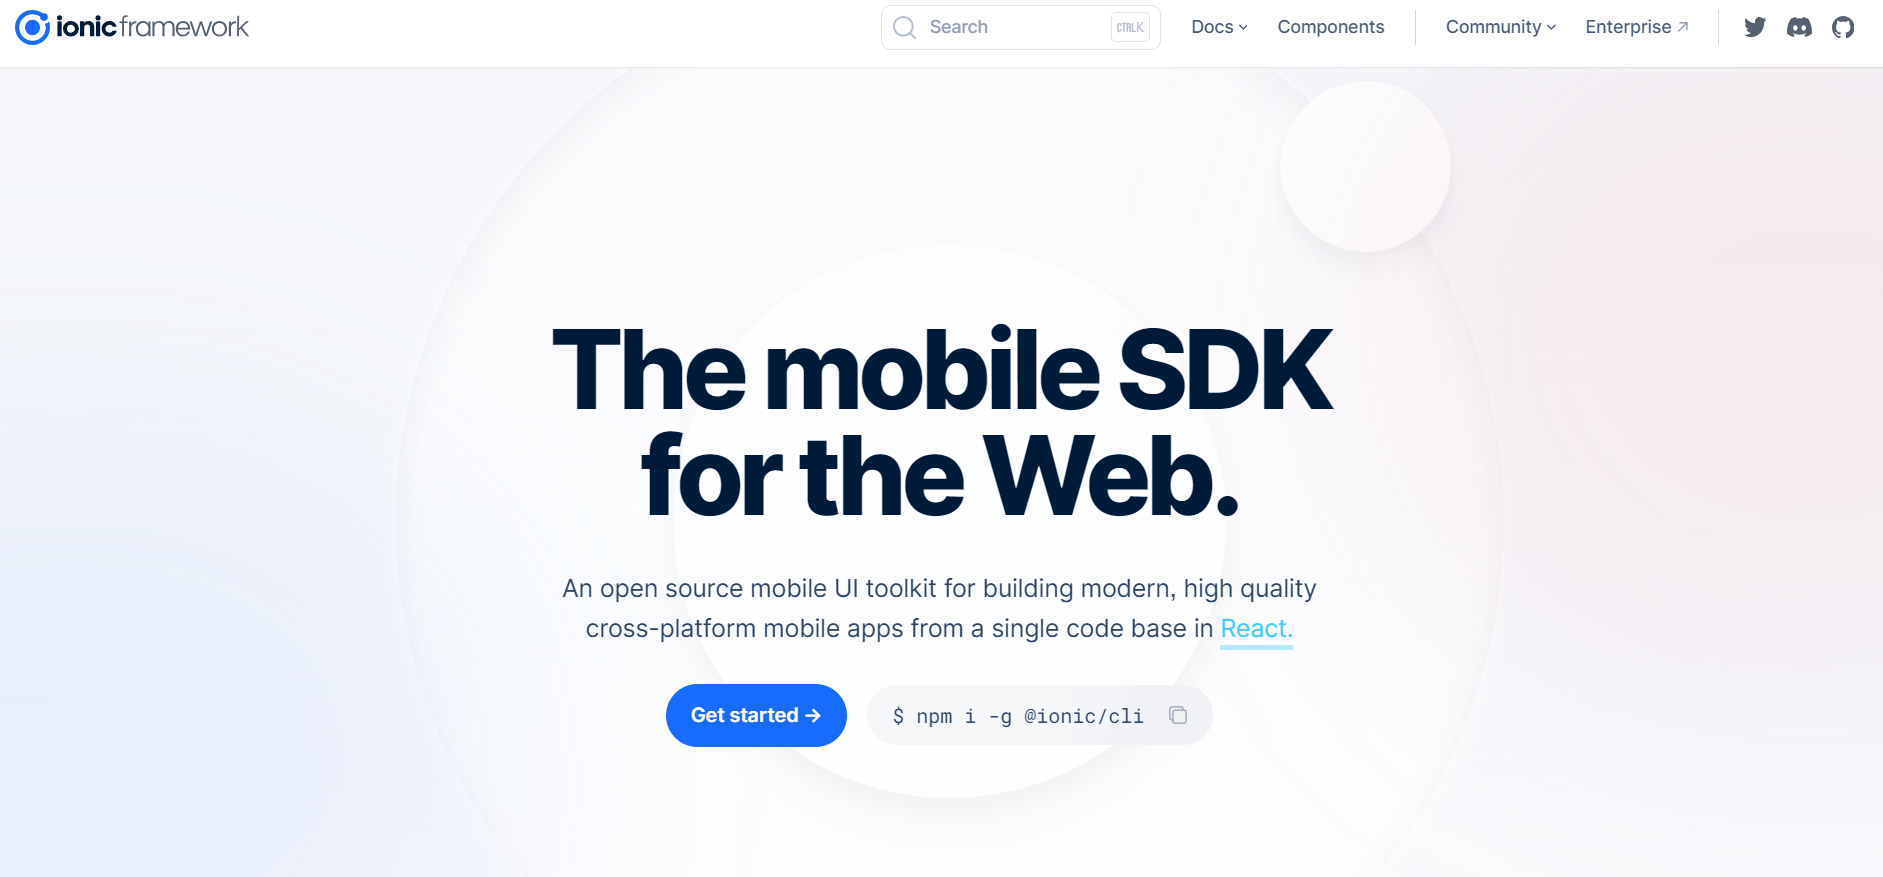 ionic framework
Search
CTRL K
Docs
Components
Community
Enterprise
The mobile SDK
for the Web.
An open source mobile UI toolkit for building modern, high quality
cross-platform mobile apps from a single code base in React.
Get started →
$ npm i -g @ionic/cli